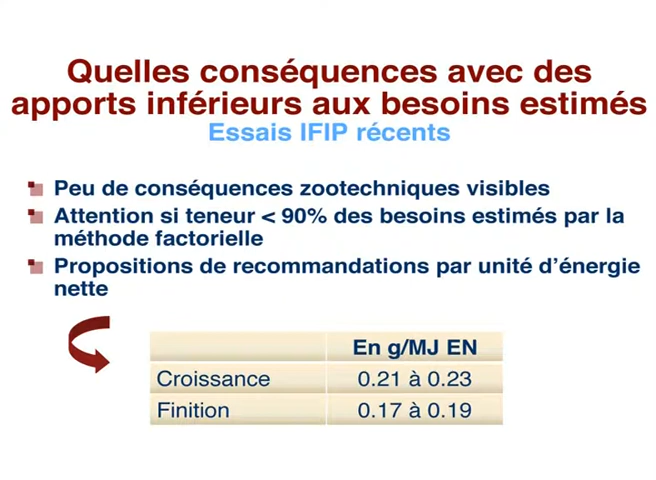 Quelles conséquences avec des
apports inférieurs aux besoins estimés
Essais IFIP récents
Peu de conséquences zootechniques visibles
Attention si teneur < 90% des besoins estimés par la
méthode factorielle
Propositions de recommandations par unité d’énergie
nette
En g/MJ EN
Croissance 0.21 à 0.23
Finition 0.17 à 0.19